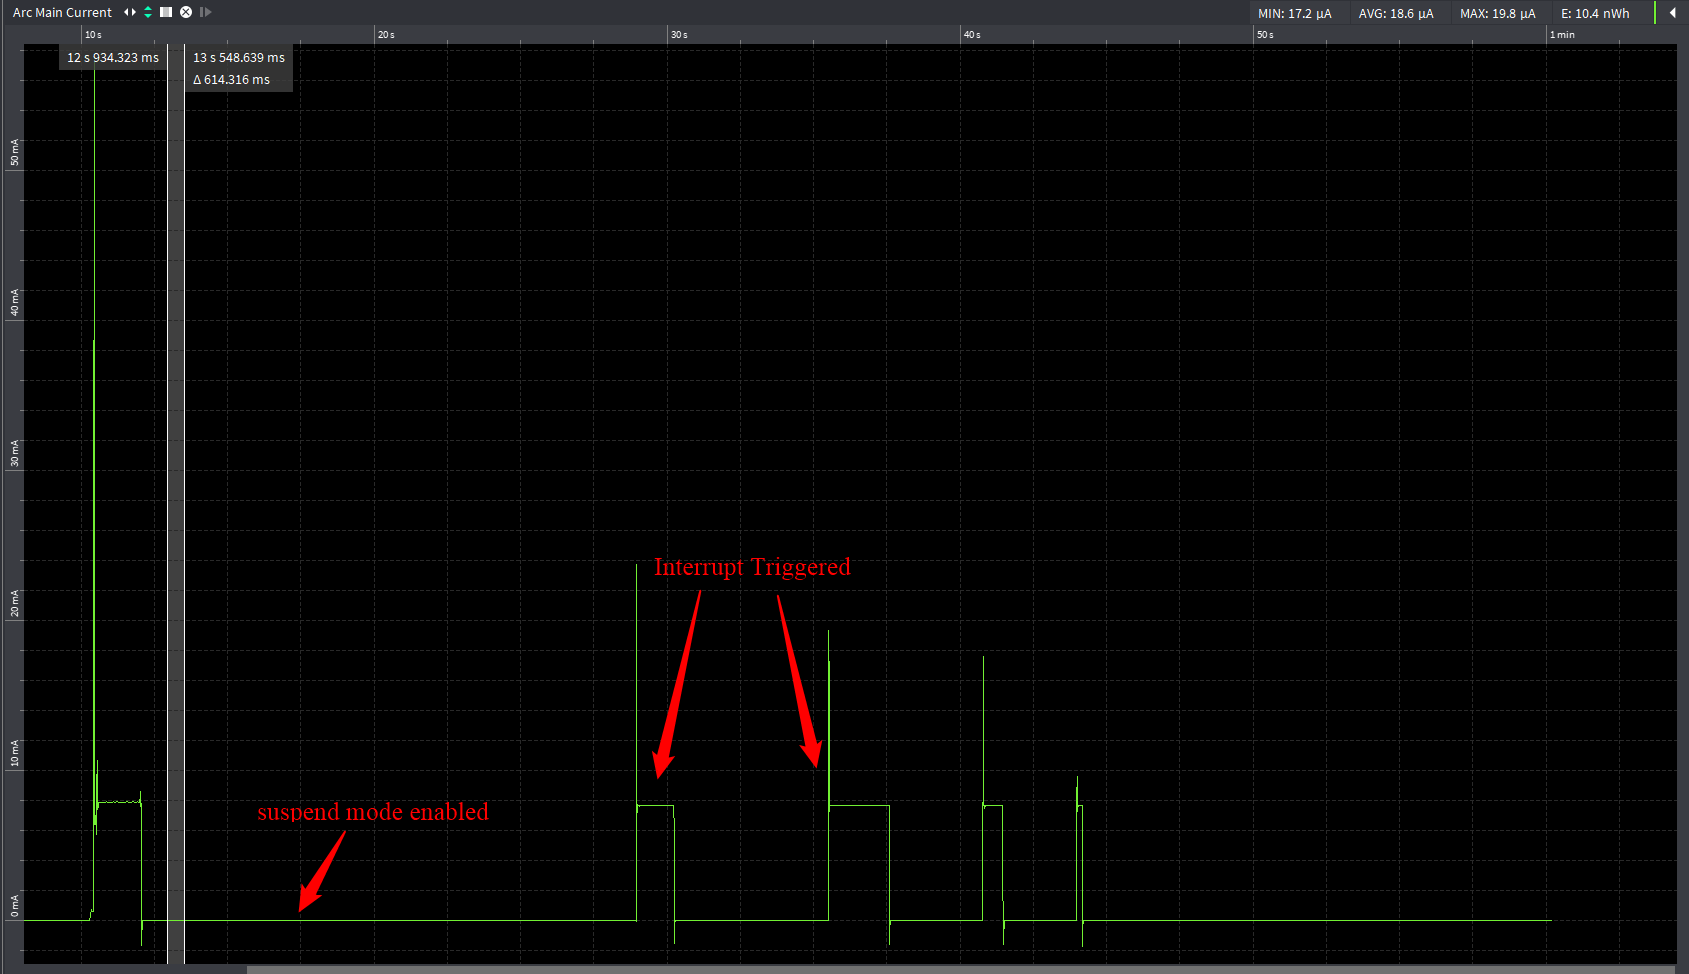 Arc Main Current
MIN: 17.2 µA AVG: 18.6 µA MAX: 19.8 µA E: 10.4 nWh
10 s 20 s 30 s 40 s 50 s 1 min
12 s 934.323 ms 13 s 548.639 ms
Δ 614.316 ms
50 mA
40 mA
30 mA
Interrupt Triggered
20 mA
10 mA
suspend mode enabled
0 mA